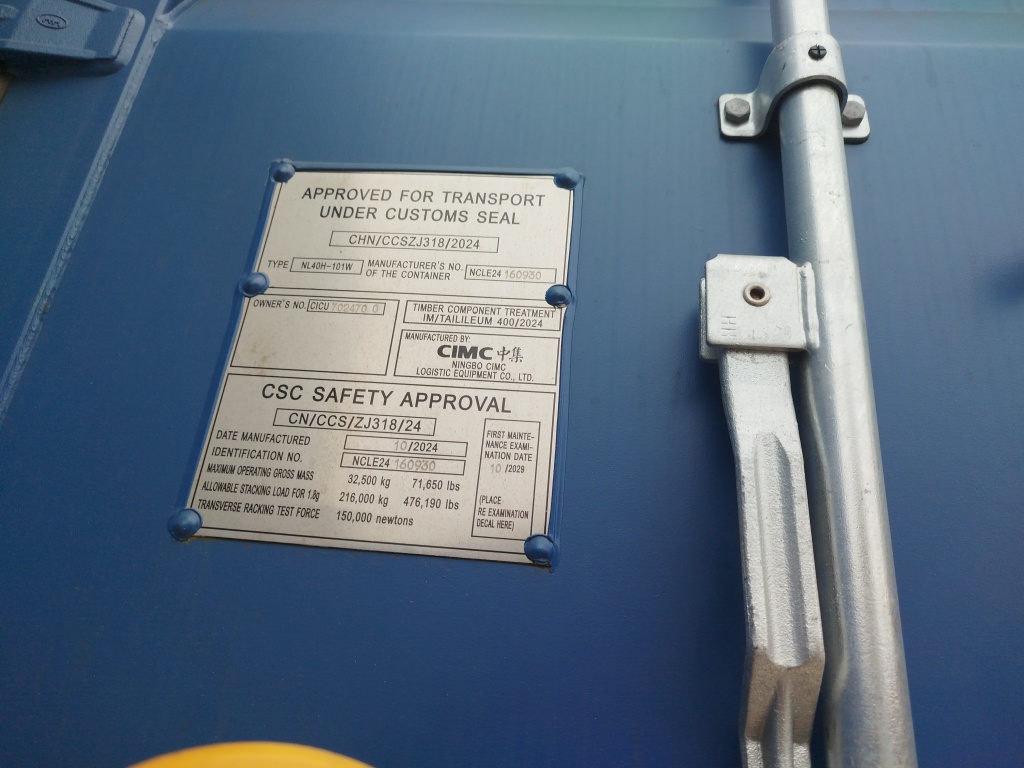 APPROVED FOR TRANSPORT
UNDER CUSTOMS SEAL
CHN/CCSZJ318/2024
TYPE NL40H-101W MANUFACTURER'S NO. OF THE CONTAINER NCLE24 160930
OWNER'S NO. CICU 702470 0
TIMBER COMPONENT TREATMENT
IM/TAILILEUM 400/2024
MANUFACTURED BY:
CIMC 中集
NINGBO CIMC
LOGISTIC EQUIPMENT CO., LTD.
CSC SAFETY APPROVAL
CN/CCS/ZJ318/24
DATE MANUFACTURED 10/2024
IDENTIFICATION NO. NCLE24 160930
MAXIMUM OPERATING GROSS MASS 32,500 kg 71,650 lbs
ALLOWABLE STACKING LOAD FOR 1.8g 216,000 kg 476,190 lbs
TRANSVERSE RACKING TEST FORCE 150,000 newtons
FIRST MAINTE-
NANCE EXAMI-
NATION DATE
10 /2029
(PLACE
RE EXAMINATION
DECAL HERE)